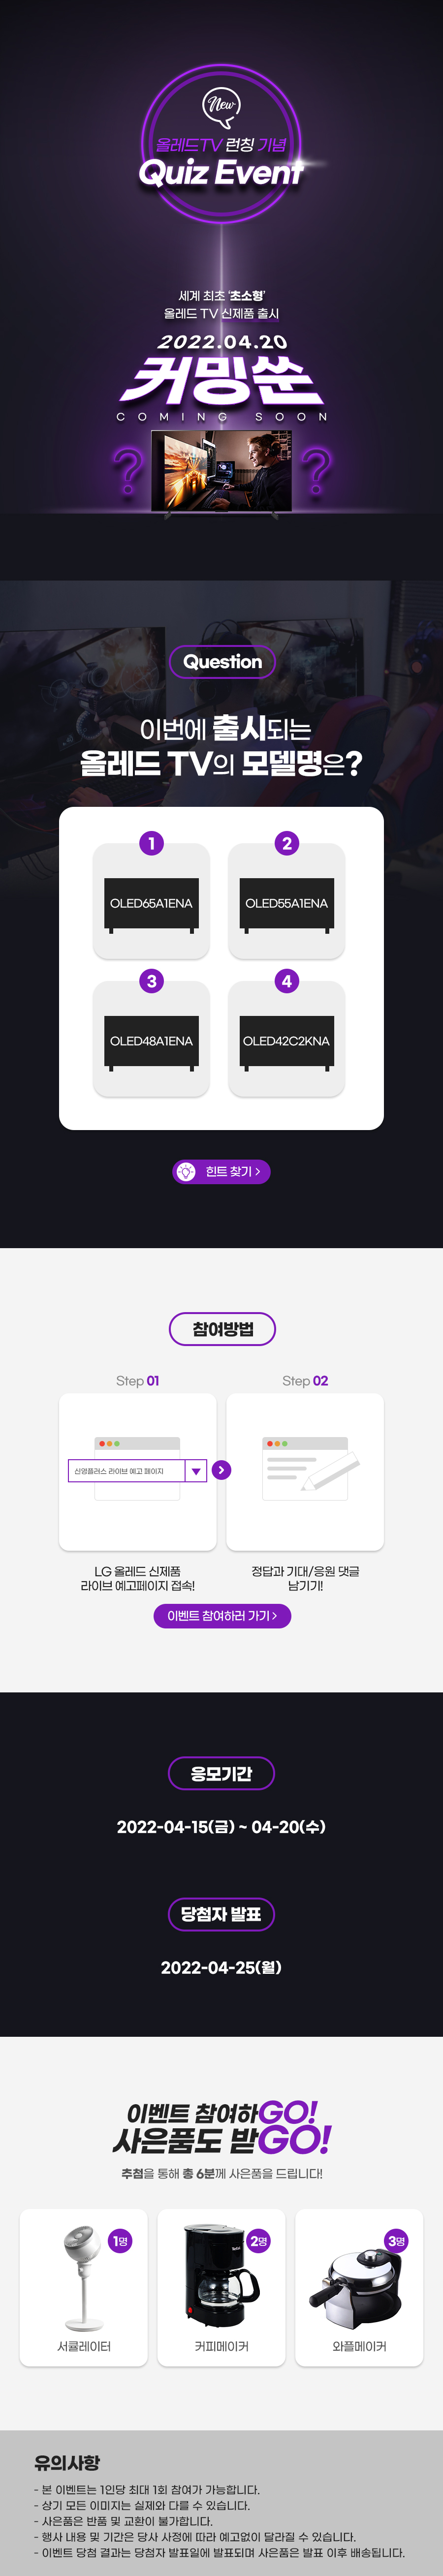 New
올레드TV 런칭 기념
Quiz Event
세계 최초 '초소형'
올레드 TV 신제품 출시
2022.04.20
커밍쑨
COMING SOON
?
?
Question
이번에 출시되는
올레드 TV의 모델명은?
1
2
OLED65A1ENA
OLED55A1ENA
3
4
OLED48A1ENA
OLED42C2KNA
힌트 찾기 >
참여방법
Step 01
Step 02
신영플러스 라이브 예고 페이지
LG 올레드 신제품
라이브 예고페이지 접속!
정답과 기대/응원 댓글
남기기!
이벤트 참여하러 가기 >
응모기간
2022-04-15(금) ~ 04-20(수)
당첨자 발표
2022-04-25(월)
이벤트 참여하GO!
사은품도 받GO!
추첨을 통해 총 6분께 사은품을 드립니다!
1명
2명
3명
서큘레이터
커피메이커
와플메이커
유의사항
- 본 이벤트는 1인당 최대 1회 참여가 가능합니다.
- 상기 모든 이미지는 실제와 다를 수 있습니다.
- 사은품은 반품 및 교환이 불가합니다.
- 행사 내용 및 기간은 당사 사정에 따라 예고없이 달라질 수 있습니다.
- 이벤트 당첨 결과는 당첨자 발표일에 발표되며 사은품은 발표 이후 배송됩니다.